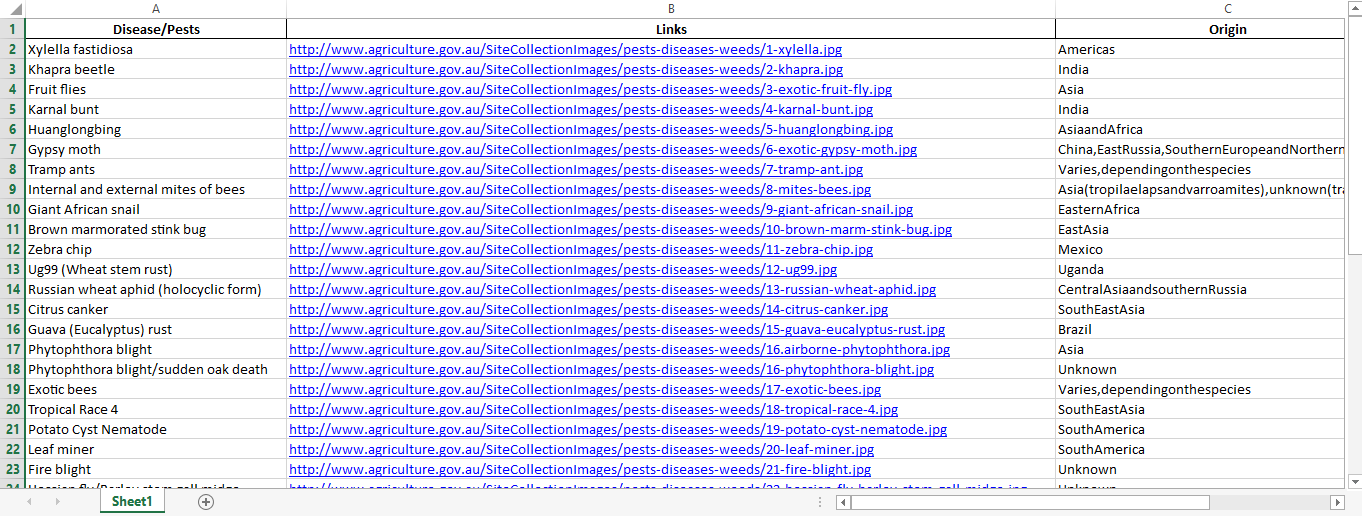 A B C
1 Disease/Pests Links Origin
2 Xylella fastidiosa http://www.agriculture.gov.au/SiteCollectionImages/pests-diseases-weeds/1-xylella.jpg Americas
3 Khapra beetle http://www.agriculture.gov.au/SiteCollectionImages/pests-diseases-weeds/2-khapra.jpg India
4 Fruit flies http://www.agriculture.gov.au/SiteCollectionImages/pests-diseases-weeds/3-exotic-fruit-fly.jpg Asia
5 Karnal bunt http://www.agriculture.gov.au/SiteCollectionImages/pests-diseases-weeds/4-karnal-bunt.jpg India
6 Huanglongbing http://www.agriculture.gov.au/SiteCollectionImages/pests-diseases-weeds/5-huanglongbing.jpg AsiaandAfrica
7 Gypsy moth http://www.agriculture.gov.au/SiteCollectionImages/pests-diseases-weeds/6-exotic-gypsy-moth.jpg China,EastRussia,SouthernEuropeandNorthern
8 Tramp ants http://www.agriculture.gov.au/SiteCollectionImages/pests-diseases-weeds/7-tramp-ant.jpg Varies,dependingonthespecies
9 Internal and external mites of bees http://www.agriculture.gov.au/SiteCollectionImages/pests-diseases-weeds/8-mites-bees.jpg Asia(tropilaelapsandvarroamites),unknown(tra
10 Giant African snail http://www.agriculture.gov.au/SiteCollectionImages/pests-diseases-weeds/9-giant-african-snail.jpg EasternAfrica
11 Brown marmorated stink bug http://www.agriculture.gov.au/SiteCollectionImages/pests-diseases-weeds/10-brown-marm-stink-bug.jpg EastAsia
12 Zebra chip http://www.agriculture.gov.au/SiteCollectionImages/pests-diseases-weeds/11-zebra-chip.jpg Mexico
13 Ug99 (Wheat stem rust) http://www.agriculture.gov.au/SiteCollectionImages/pests-diseases-weeds/12-ug99.jpg Uganda
14 Russian wheat aphid (holocyclic form) http://www.agriculture.gov.au/SiteCollectionImages/pests-diseases-weeds/13-russian-wheat-aphid.jpg CentralAsiaandsouthernRussia
15 Citrus canker http://www.agriculture.gov.au/SiteCollectionImages/pests-diseases-weeds/14-citrus-canker.jpg SouthEastAsia
16 Guava (Eucalyptus) rust http://www.agriculture.gov.au/SiteCollectionImages/pests-diseases-weeds/15-guava-eucalyptus-rust.jpg Brazil
17 Phytophthora blight http://www.agriculture.gov.au/SiteCollectionImages/pests-diseases-weeds/16.airborne-phytophthora.jpg Asia
18 Phytophthora blight/sudden oak death http://www.agriculture.gov.au/SiteCollectionImages/pests-diseases-weeds/16-phytophthora-blight.jpg Unknown
19 Exotic bees http://www.agriculture.gov.au/SiteCollectionImages/pests-diseases-weeds/17-exotic-bees.jpg Varies,dependingonthespecies
20 Tropical Race 4 http://www.agriculture.gov.au/SiteCollectionImages/pests-diseases-weeds/18-tropical-race-4.jpg SouthEastAsia
21 Potato Cyst Nematode http://www.agriculture.gov.au/SiteCollectionImages/pests-diseases-weeds/19-potato-cyst-nematode.jpg SouthAmerica
22 Leaf miner http://www.agriculture.gov.au/SiteCollectionImages/pests-diseases-weeds/20-leaf-miner.jpg SouthAmerica
23 Fire blight http://www.agriculture.gov.au/SiteCollectionImages/pests-diseases-weeds/21-fire-blight.jpg Unknown
Sheet1